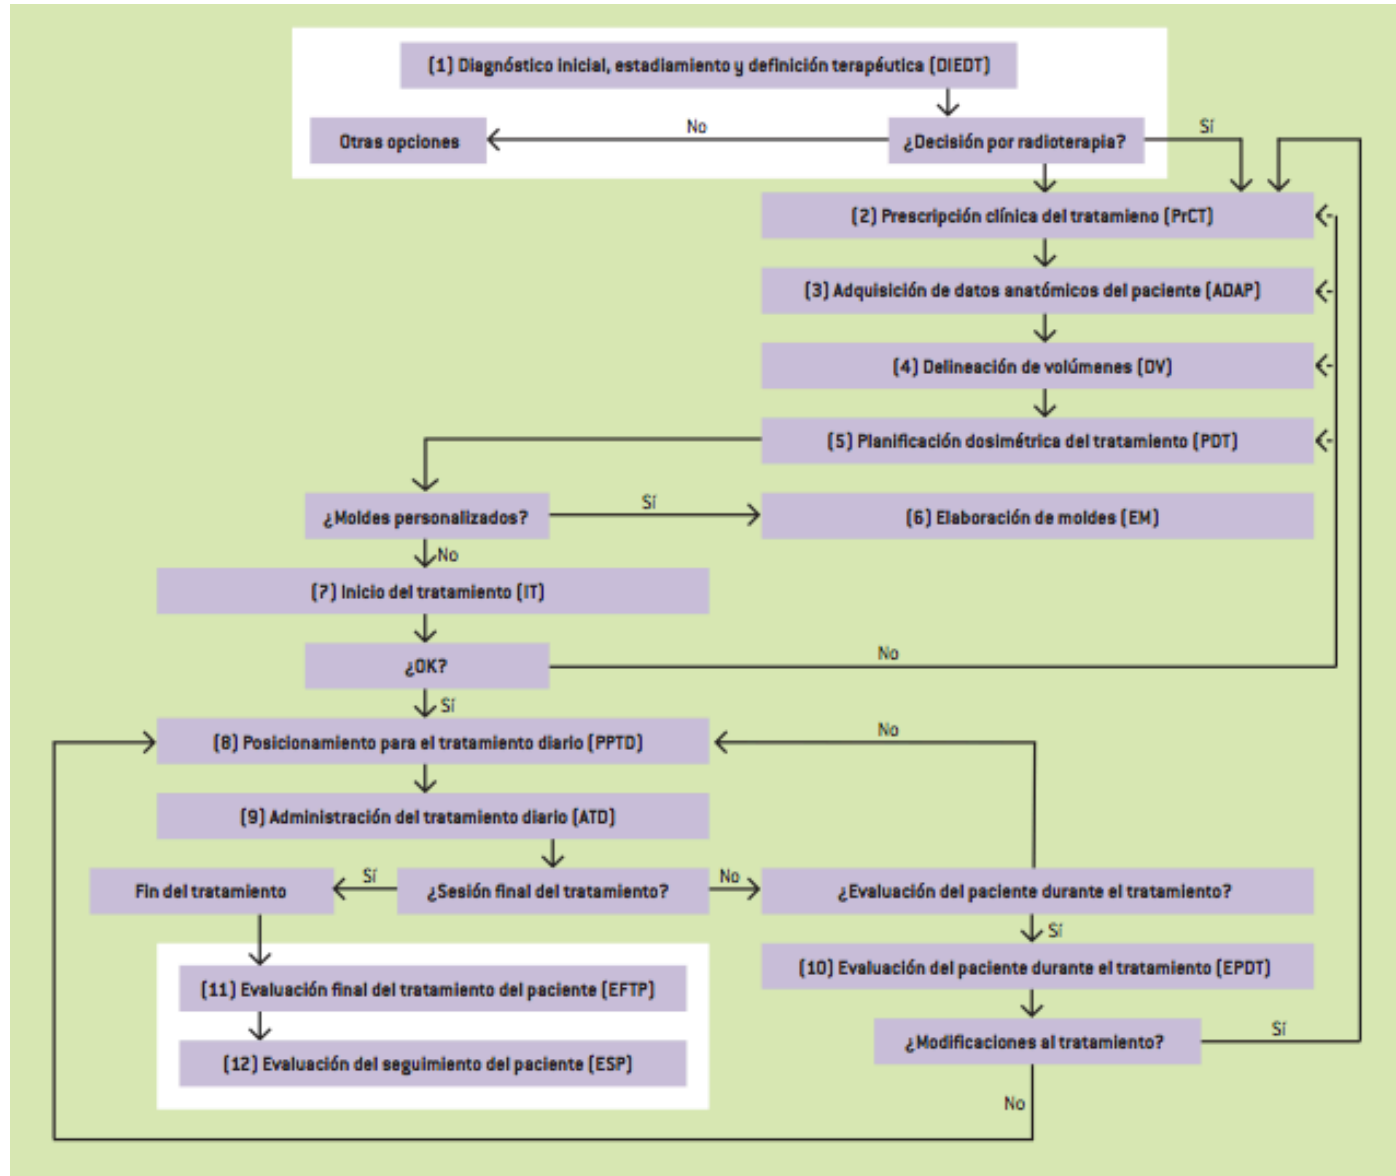 (1) Diagnóstico inicial, estadiamiento y definición terapéutica (DIEDT)
No
Sí
Otras opciones
¿Decisión por radioterapia?
(2) Prescripción clínica del tratamieno (PrCT)
(3) Adquisición de datos anatómicos del paciente (ADAP)
(4) Delineación de volúmenes (DV)
(5) Planificación dosimétrica del tratamiento (PDT)
¿Moldes personalizados?
Sí
(6) Elaboración de moldes (EM)
No
(7) Inicio del tratamiento (IT)
¿OK?
No
Sí
(8) Posicionamiento para el tratamiento diario (PPTD)
No
(9) Administración del tratamiento diario (ATD)
Fin del tratamiento
Sí
¿Sesión final del tratamiento?
No
¿Evaluación del paciente durante el tratamiento?
Sí
(10) Evaluación del paciente durante el tratamiento (EPDT)
(11) Evaluación final del tratamiento del paciente (EFTP)
¿Modificaciones al tratamiento?
Sí
(12) Evaluación del seguimiento del paciente (ESP)
No